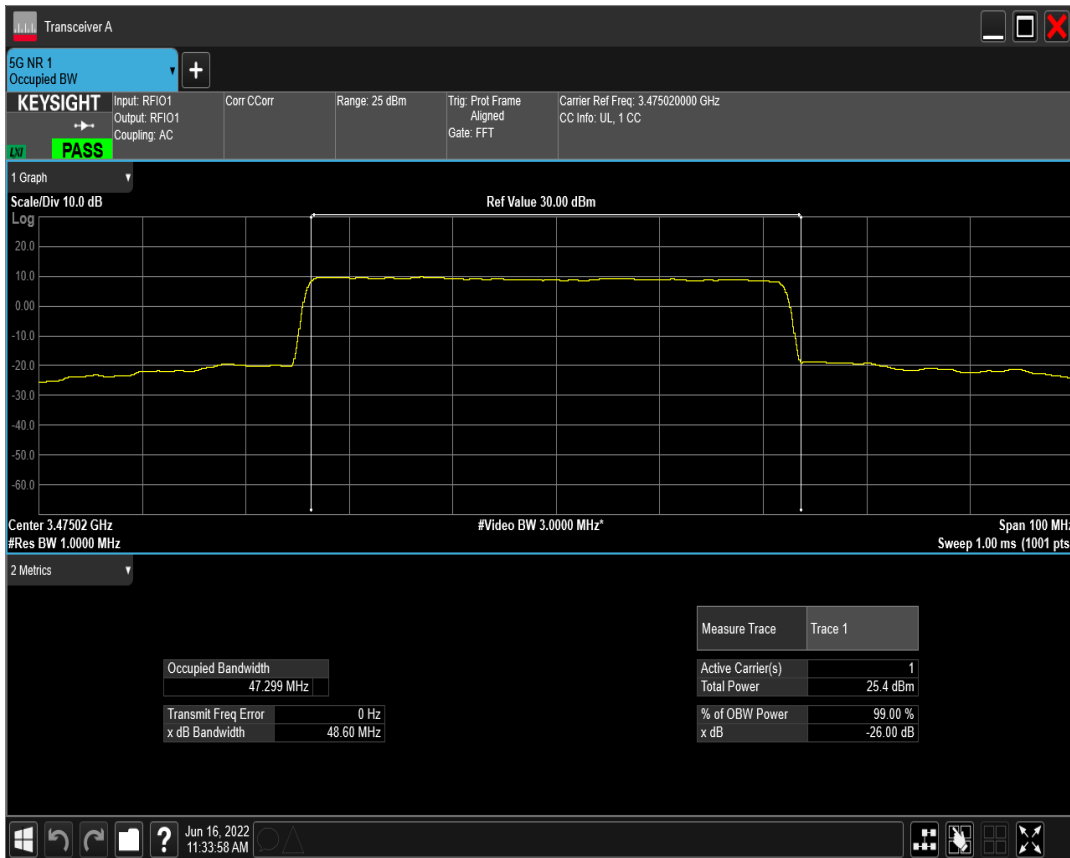 Transceiver A
5G NR 1
Occupied BW
+
KEYSIGHT
LXI
PASS
Input: RFIO1
Output: RFIO1
Coupling: AC
Corr CCorr
Range: 25 dBm
Trig: Prot Frame
Aligned
Gate: FFT
Carrier Ref Freq: 3.475020000 GHz
CC Info: UL, 1 CC
1 Graph
Scale/Div 10.0 dB
Ref Value 30.00 dBm
Log
20.0
10.0
0.00
-10.0
-20.0
-30.0
-40.0
-50.0
-60.0
Center 3.47502 GHz
#Video BW 3.0000 MHz*
Span 100 MHz
#Res BW 1.0000 MHz
Sweep 1.00 ms (1001 pts
2 Metrics
Measure Trace Trace 1
Occupied Bandwidth
47.299 MHz
Active Carrier(s) 1
Total Power 25.4 dBm
Transmit Freq Error 0 Hz
x dB Bandwidth 48.60 MHz
% of OBW Power 99.00 %
x dB -26.00 dB
?
Jun 16, 2022
11:33:58 AM